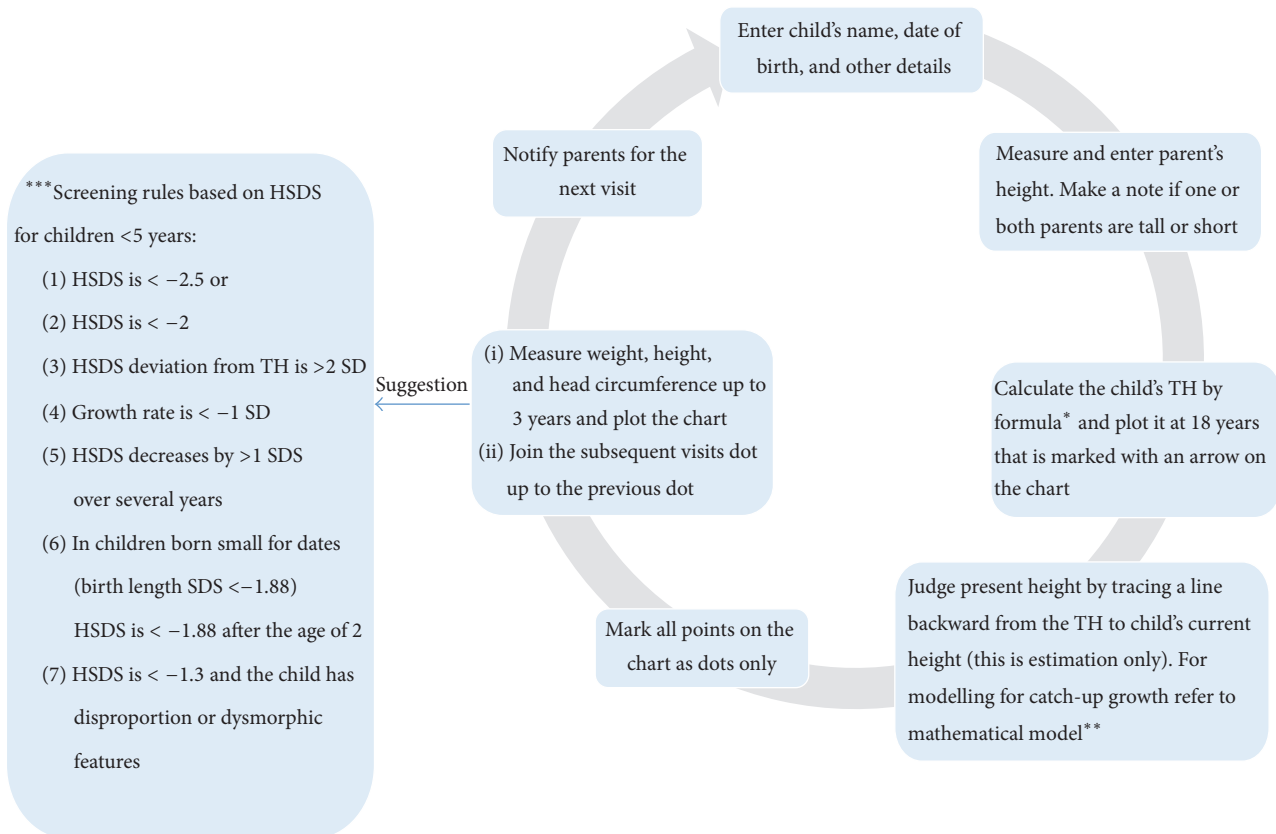 Enter child's name, date of
birth, and other details
Measure and enter parent's
height. Make a note if one or
both parents are tall or short
Calculate the child's TH by
formula* and plot it at 18 years
that is marked with an arrow on
the chart
Judge present height by tracing a line
backward from the TH to child's current
height (this is estimation only). For
modelling for catch-up growth refer to
mathematical model**
Mark all points on the
chart as dots only
(i) Measure weight, height,
and head circumference up to
3 years and plot the chart
(ii) Join the subsequent visits dot
up to the previous dot
Notify parents for the
next visit
Suggestion
***Screening rules based on HSDS
for children <5 years:
(1) HSDS is < −2.5 or
(2) HSDS is < −2
(3) HSDS deviation from TH is >2 SD
(4) Growth rate is < −1 SD
(5) HSDS decreases by >1 SDS
over several years
(6) In children born small for dates
(birth length SDS <−1.88)
HSDS is < −1.88 after the age of 2
(7) HSDS is < −1.3 and the child has
disproportion or dysmorphic
features